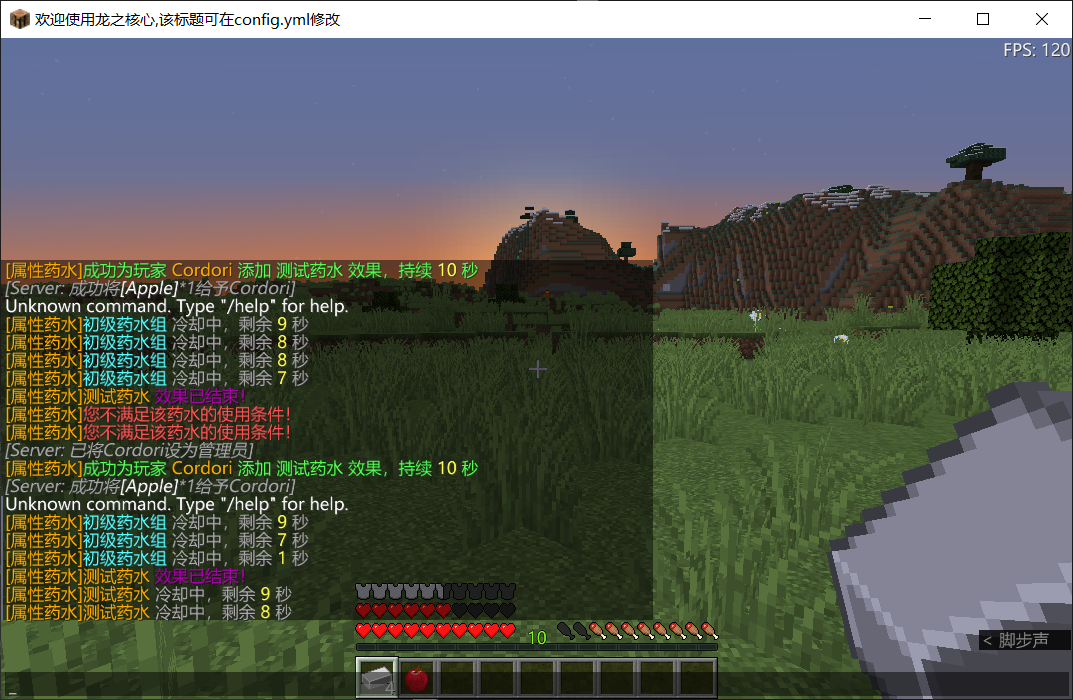 欢迎使用龙之核心,该标题可在config.yml修改
FPS: 120
[属性药水]成功为玩家 Cordori 添加 测试药水 效果，持续 10 秒
[Server: 成功将[Apple]*1给予Cordori]
Unknown command. Type "/help" for help.
[属性药水]初级药水组 冷却中，剩余 9 秒
[属性药水]初级药水组 冷却中，剩余 8 秒
[属性药水]初级药水组 冷却中，剩余 8 秒
[属性药水]初级药水组 冷却中，剩余 7 秒
[属性药水]测试药水 效果已结束！
[属性药水]您不满足该药水的使用条件！
[属性药水]您不满足该药水的使用条件！
[Server: 已将Cordori设为管理员]
[属性药水]成功为玩家 Cordori 添加 测试药水 效果，持续 10 秒
[Server: 成功将[Apple]*1给予Cordori]
Unknown command. Type "/help" for help.
[属性药水]初级药水组 冷却中，剩余 9 秒
[属性药水]初级药水组 冷却中，剩余 7 秒
[属性药水]初级药水组 冷却中，剩余 1 秒
[属性药水]测试药水 效果已结束！
[属性药水]测试药水 冷却中，剩余 9 秒
[属性药水]测试药水 冷却中，剩余 8 秒
10
< 脚步声
4
_